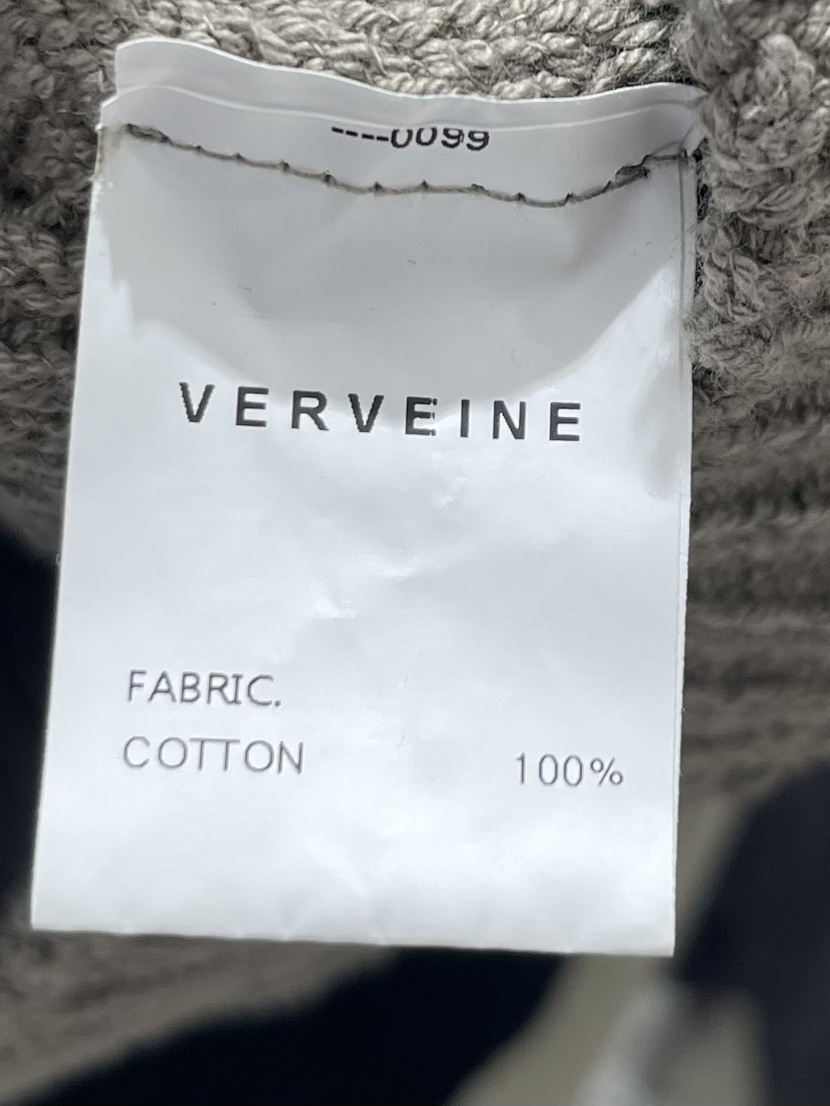 ----0099
VERVEINE
FABRIC.
COTTON 100%